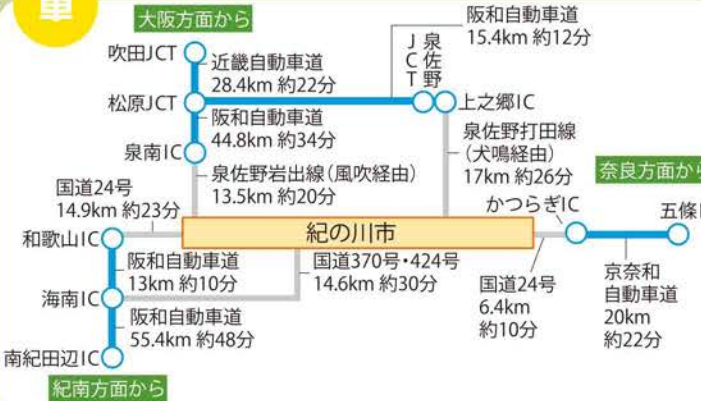 車
大阪方面から
吹田JCT
近畿自動車道
28.4km 約22分
松原JCT
阪和自動車道
44.8km 約34分
泉南IC
泉佐野岩出線(風吹経由)
13.5km 約20分
阪和自動車道
15.4km 約12分
泉佐野
JCT
上之郷IC
泉佐野打田線
(犬鳴経由)
17km 約26分
奈良方面から
国道24号
14.9km 約23分
和歌山IC
紀の川市
かつらぎIC
五條I
阪和自動車道
13km 約10分
国道370号・424号
14.6km 約30分
国道24号
6.4km
約10分
京奈和
自動車道
20km
約22分
海南IC
阪和自動車道
55.4km 約48分
南紀田辺IC
紀南方面から